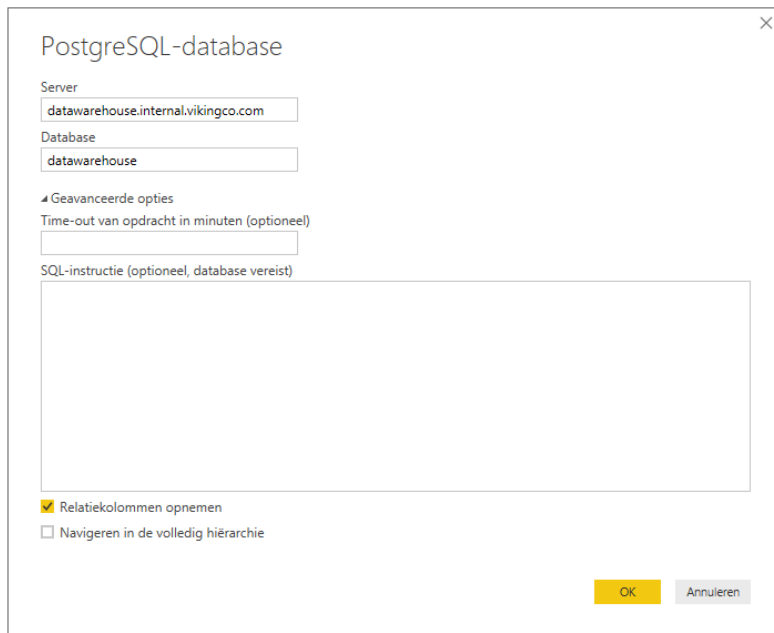 PostgreSQL-database
Server
datawarehouse.internal.vikingco.com
Database
datawarehouse
Geavanceerde opties
Time-out van opdracht in minuten (optioneel)
SQL-instructie (optioneel, database vereist)
Relatiekolommen opnemen
Navigeren in de volledig hiërarchie
OK Annuleren